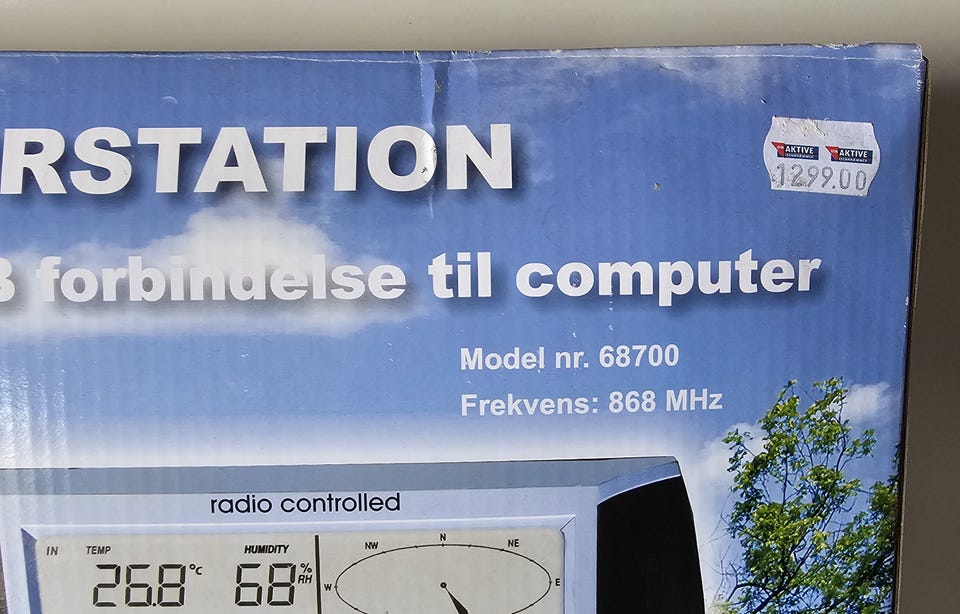 RSTATION
AKTIVE AKTIVE
1299.00
forbindelse til computer
Model nr. 68700
Frekvens: 868 MHz
radio controlled
IN TEMP HUMIDITY NW N NE
26.8 °C 68 % RH W E